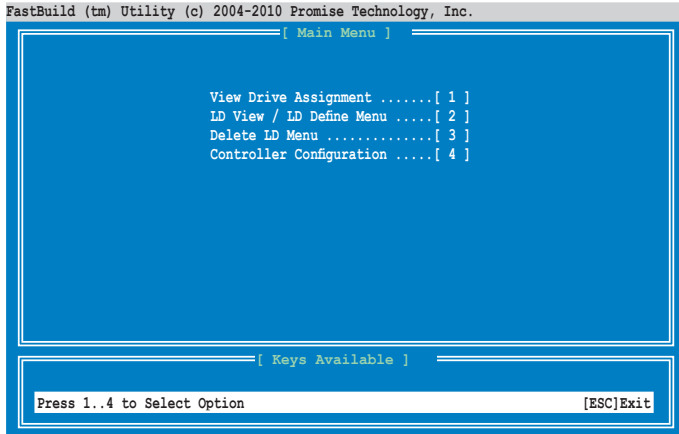 FastBuild (tm) Utility (c) 2004-2010 Promise Technology, Inc.
[ Main Menu ]
View Drive Assignment .......[ 1 ]
LD View / LD Define Menu .....[ 2 ]
Delete LD Menu ..............[ 3 ]
Controller Configuration .....[ 4 ]
[ Keys Available ]
Press 1..4 to Select Option [ESC]Exit